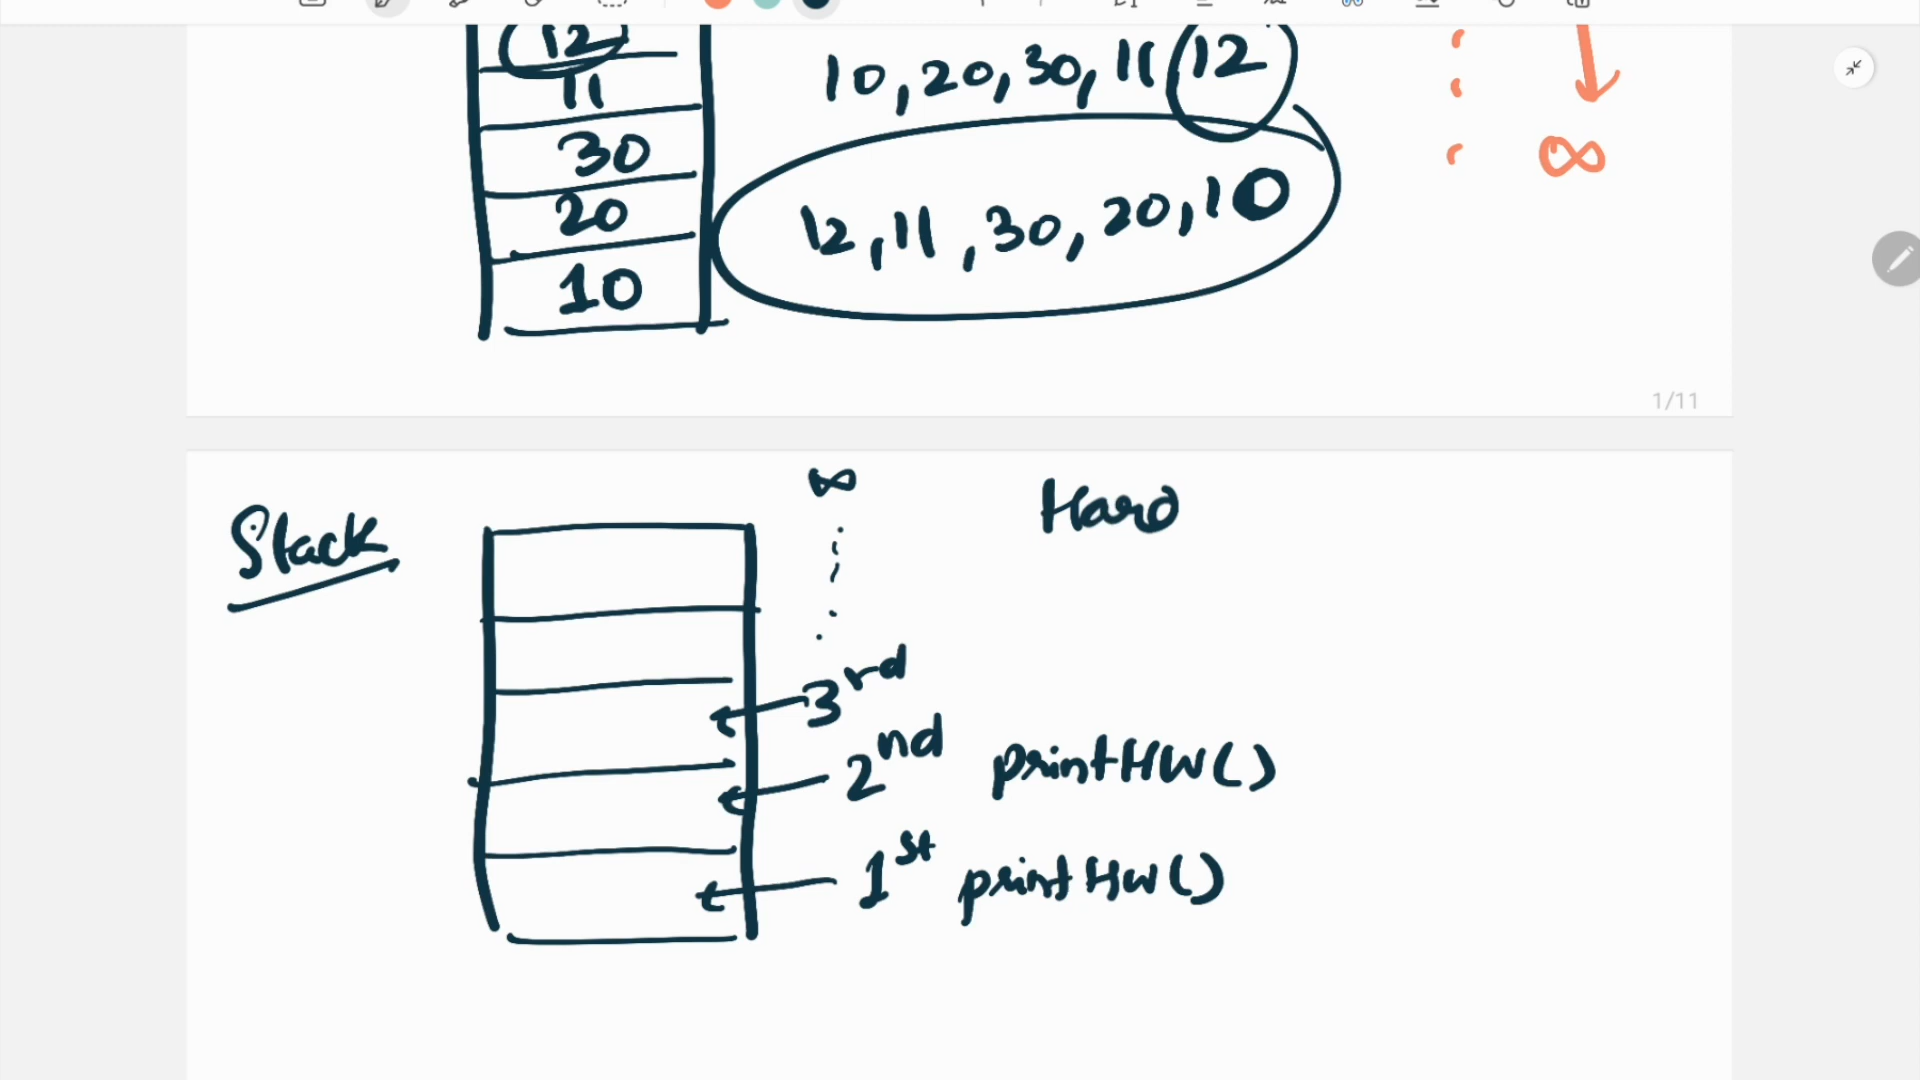 12
11
30
20
10
10, 20, 30, 11 12
12, 11, 30, 20, 10
∞
1/11
Stack
∞
Hard
3rd
2nd printHW()
1st printHW()